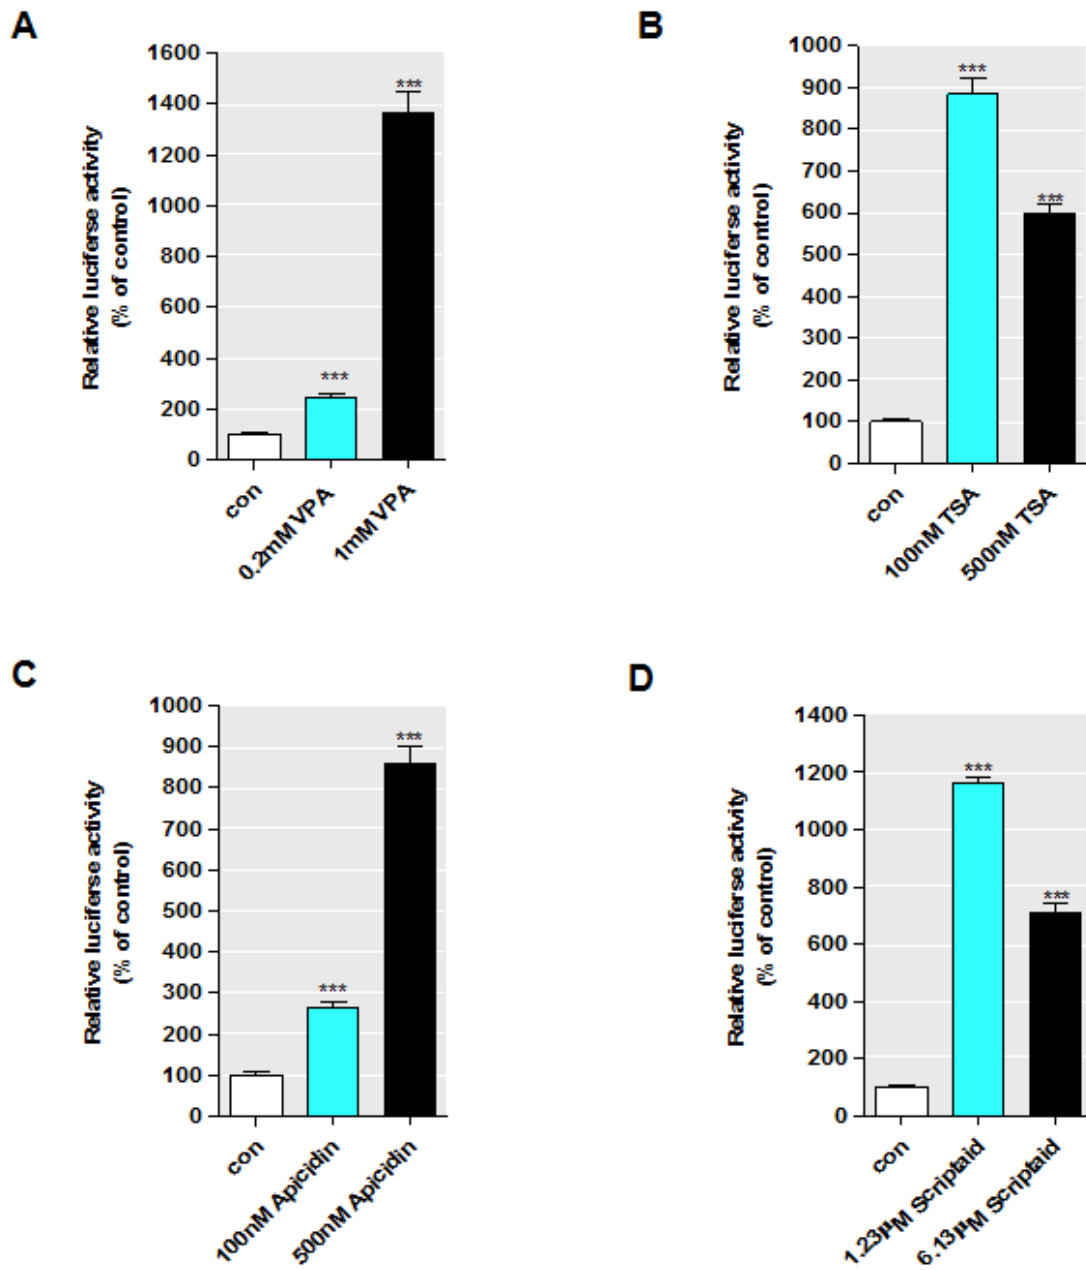 A
Relative luciferse activity
(% of control)
1600
1400
1200
1000
800
600
400
200
0
***
***
con
0.2mM VPA
1mM VPA
B
Relative luciferse activity
(% of control)
1000
900
800
700
600
500
400
300
200
100
0
***
***
con
100nM TSA
500nM TSA
C
Relative luciferse activity
(% of control)
1000
900
800
700
600
500
400
300
200
100
0
***
***
con
100nM Apicidin
500nM Apicidin
D
Relative luciferse activity
(% of control)
1400
1200
1000
800
600
400
200
0
***
***
con
1.23µM Scriptaid
6.13µM Scriptaid